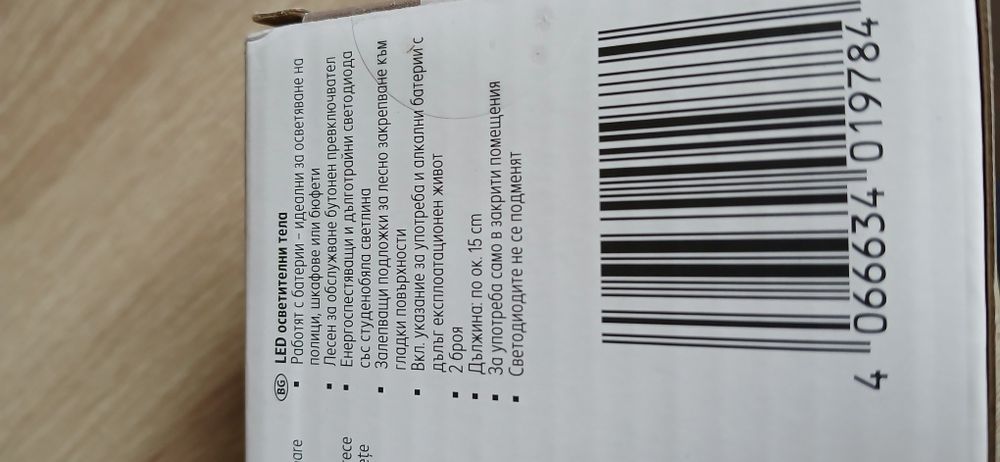 BG LED осветителни тела
▪ Работят с батерии – идеални за осветяване на
полици, шкафове или бюфети
▪ Лесен за обслужване бутонен превключвател
▪ Енергоспестяващи и дълготрайни светодиода
със студенобяла светлина
▪ Залепващи подложки за лесно закрепване към
гладки повърхности
▪ Вкл. указание за употреба и алкални батерии с
дълъг експлоатационен живот
▪ 2 броя
▪ Дължина: по ок. 15 cm
▪ За употреба само в закрити помещения
▪ Светодиодите не се подменят
4 066634 019784